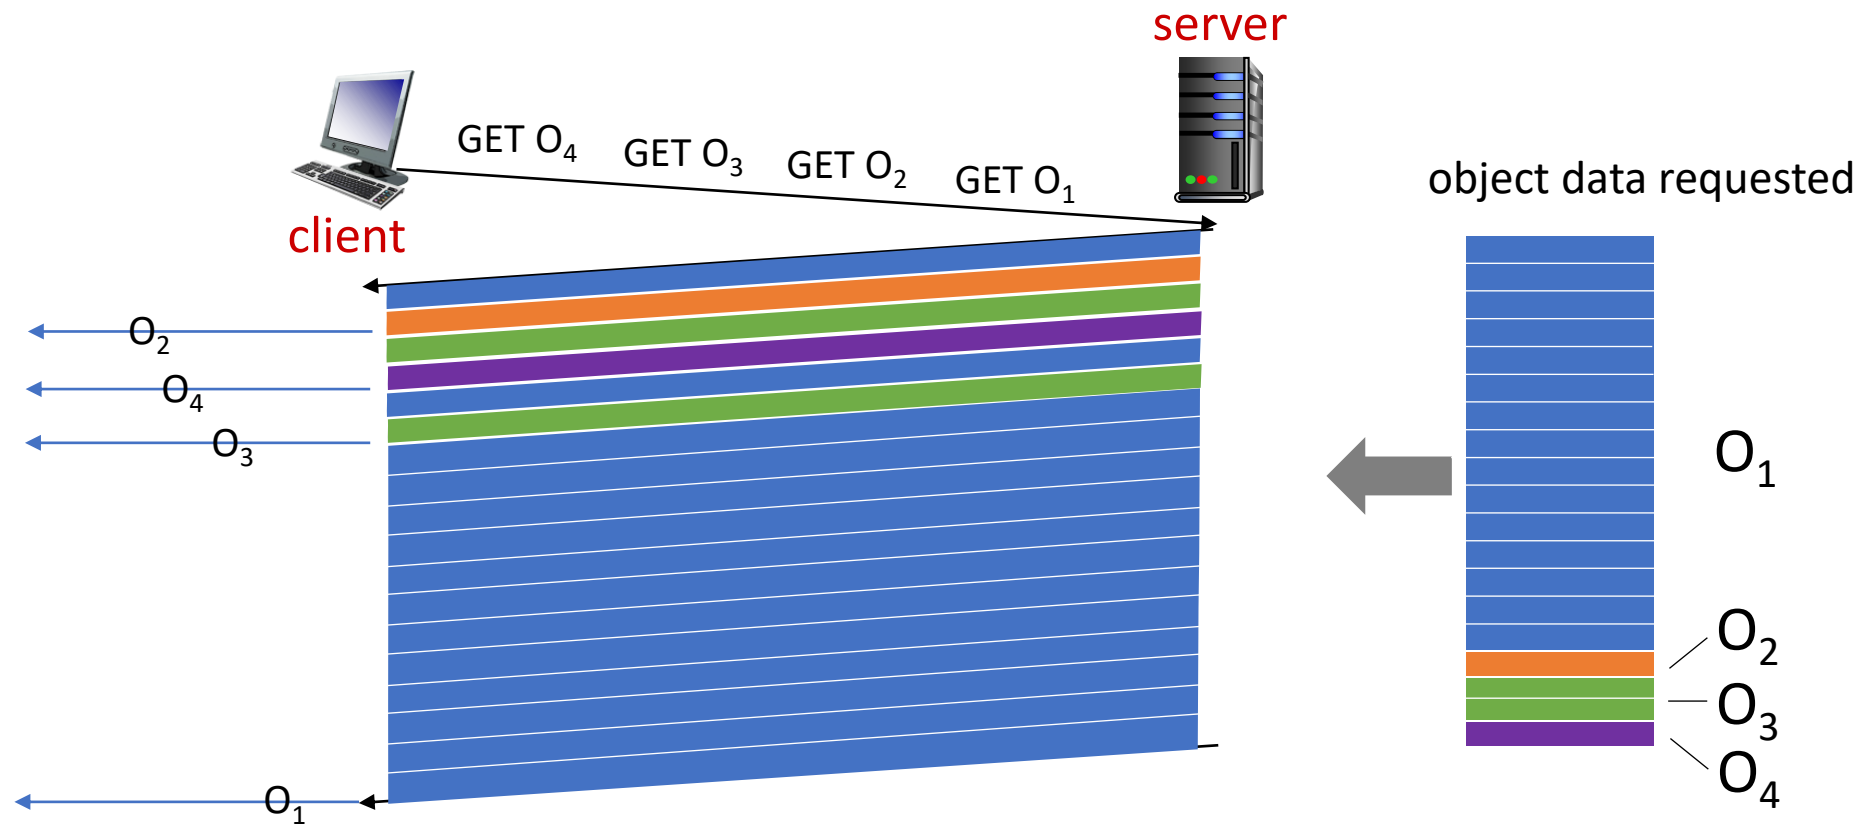 server
GET O₄
GET O₃
GET O₂
GET O₁
object data requested
client
O₂
O₄
O₃
O₁
O₁
O₂
O₃
O₄